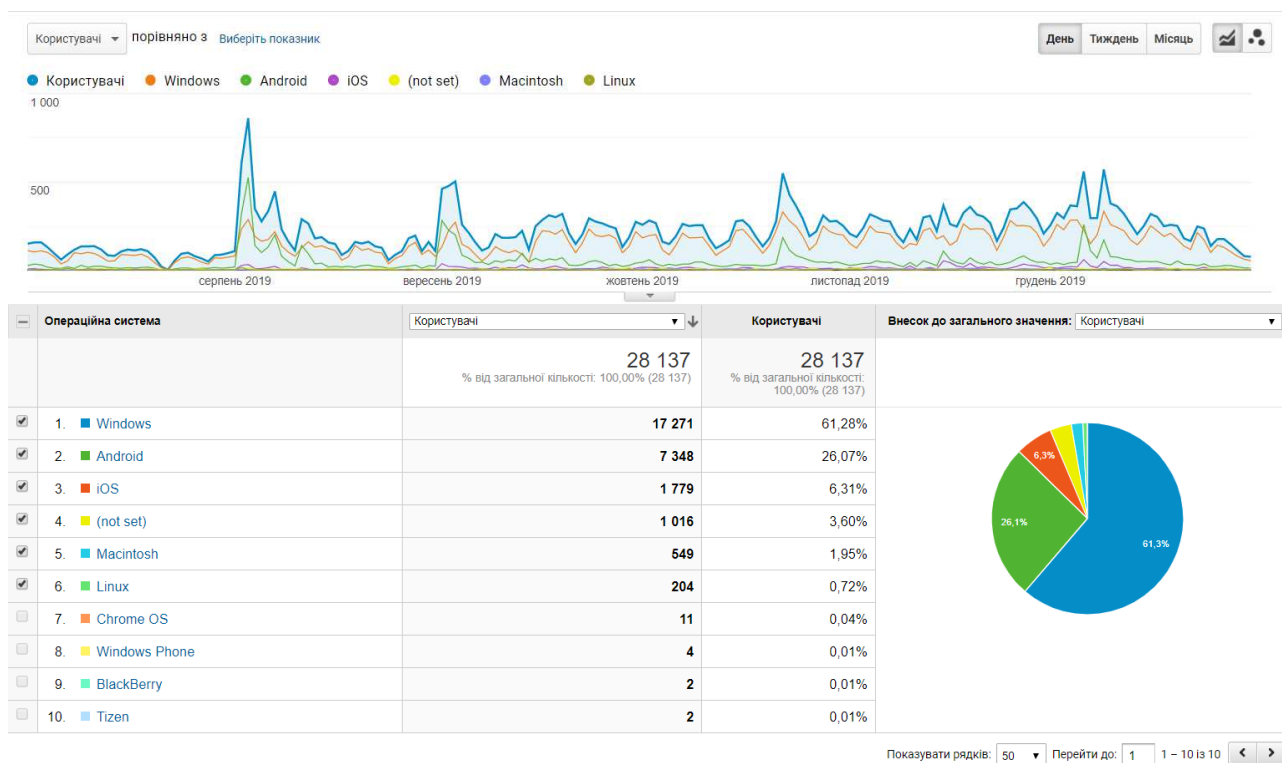 Користувачі порівняно з Виберіть показник День Тиждень Місяць
Користувачі Windows Android iOS (not set) Macintosh Linux
1 000
500
серпень 2019 вересень 2019 жовтень 2019 листопад 2019 грудень 2019
Операційна система Користувачі Користувачі Внесок до загального значення: Користувачі
28 137 28 137
% від загальної кількості: 100,00% (28 137) % від загальної кількості:
100,00% (28 137)
1. Windows 17 271 61,28%
2. Android 7 348 26,07%
3. iOS 1 779 6,31%
4. (not set) 1 016 3,60%
5. Macintosh 549 1,95%
6. Linux 204 0,72%
7. Chrome OS 11 0,04%
8. Windows Phone 4 0,01%
9. BlackBerry 2 0,01%
10. Tizen 2 0,01%
6,3%
26,1%
61,3%
Показувати рядків: 50 Перейти до: 1 1 – 10 із 10